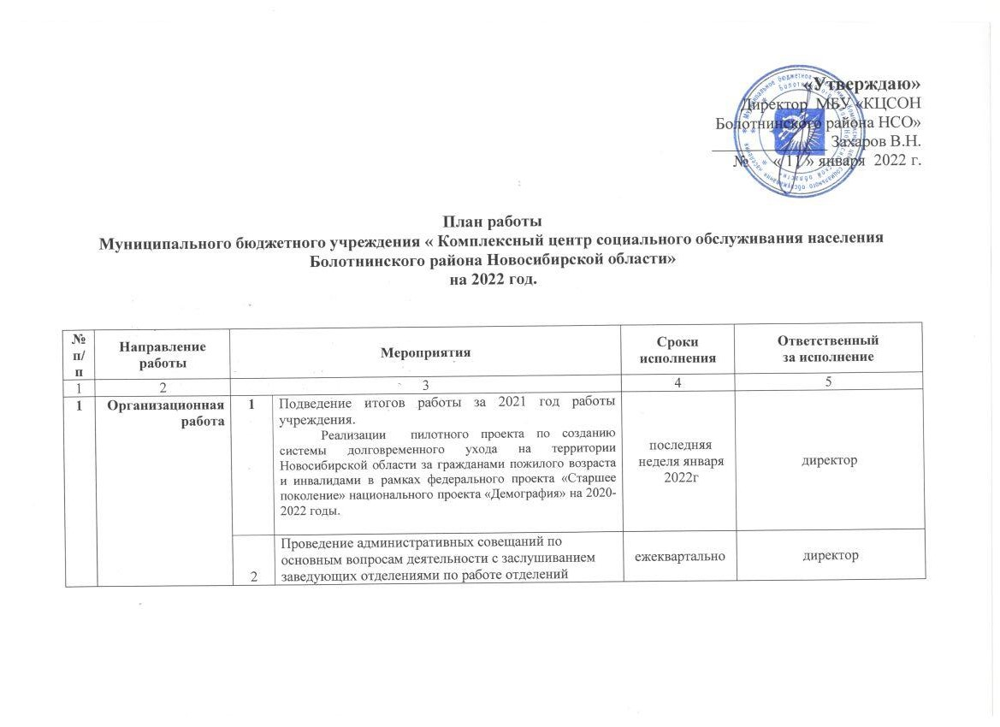 «Утверждаю»
Директор МБУ «КЦСОН
Болотнинского района НСО»
_______________ Захаров В.Н.
№ « 11 » января 2022 г.
План работы
Муниципального бюджетного учреждения « Комплексный центр социального обслуживания населения
Болотнинского района Новосибирской области»
на 2022 год.
№
п/
п
Направление
работы
Мероприятия
Сроки
исполнения
Ответственный
за исполнение
1 2 3 4 5
1
Организационная
работа
1
Подведение итогов работы за 2021 год работы
учреждения.
Реализации пилотного проекта по созданию
системы долговременного ухода на территории
Новосибирской области за гражданами пожилого возраста
и инвалидами в рамках федерального проекта «Старшее
поколение» национального проекта «Демография» на 2020-
2022 годы.
последняя
неделя января
2022г
директор
2
Проведение административных совещаний по
основным вопросам деятельности с заслушиванием
заведующих отделениями по работе отделений
ежеквартально
директор